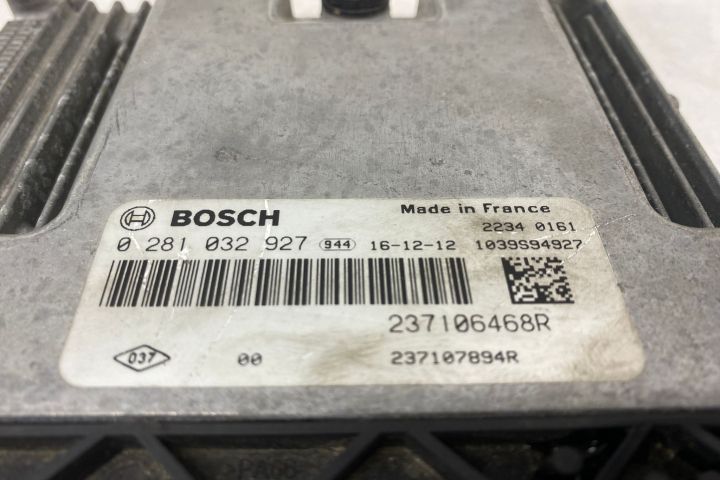 BOSCH Made in France
2234 0161
0 281 032 927 944 16-12-12 1039S94927
237106468R
037 00 237107894R